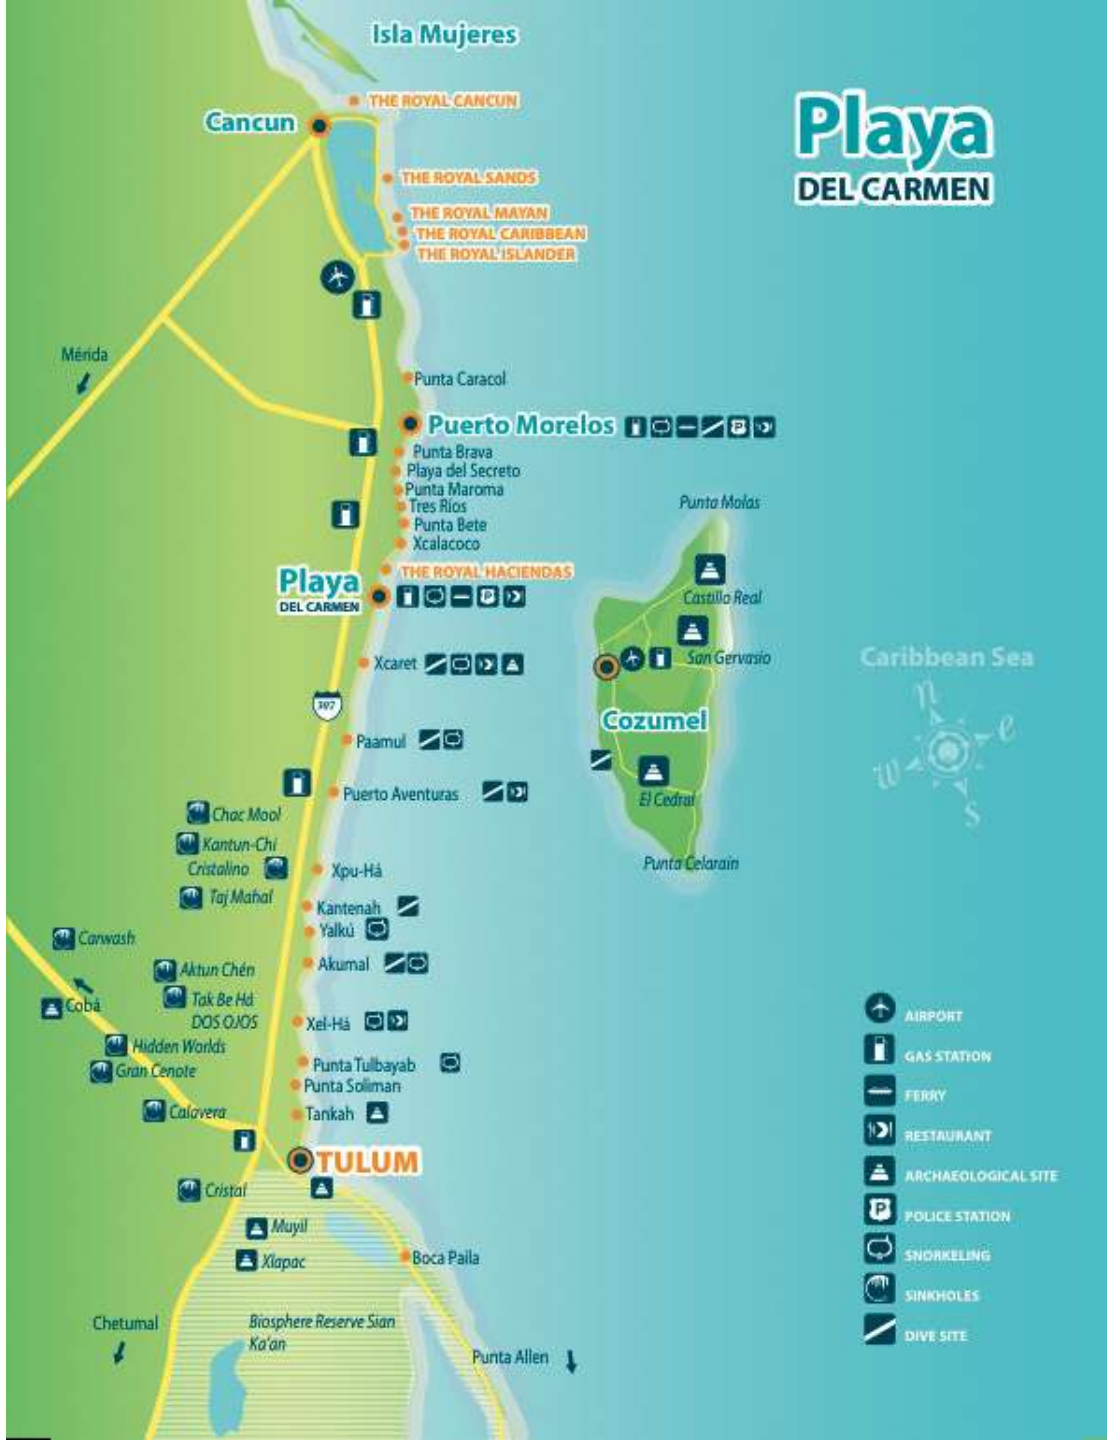 Isla Mujeres
THE ROYAL CANCUN
Cancun
Playa
DEL CARMEN
THE ROYAL SANDS
THE ROYAL MAYAN
THE ROYAL CARIBBEAN
THE ROYAL ISLANDER
Mérida
Punta Caracol
Puerto Morelos
Punta Brava
Playa del Secreto
Punta Maroma
Tres Ríos
Punta Bete
Xcalacoco
THE ROYAL HACIENDAS
Playa
DEL CARMEN
Punta Molas
Castillo Real
San Gervasio
Cozumel
El Cedral
Punta Celarain
Caribbean Sea
n
e
w
s
Xcaret
307
Paamul
Puerto Aventuras
Chac Mool
Kantun-Chi
Cristalino
Taj Mahal
Xpu-Há
Kantenah
Yalkú
Carwash
Aktun Chén
Akumal
Cobá
Tak Be Há
DOS OJOS
Xel-Há
Hidden Worlds
Gran Cenote
Punta Tulbayab
Punta Soliman
Calavera
Tankah
TULUM
Cristal
Muyil
Xlapac
Boca Paila
Chetumal
Biosphere Reserve Sian
Ka'an
Punta Allen
AIRPORT
GAS STATION
FERRY
RESTAURANT
ARCHAEOLOGICAL SITE
P
POLICE STATION
SNORKELING
SINKHOLES
DIVE SITE